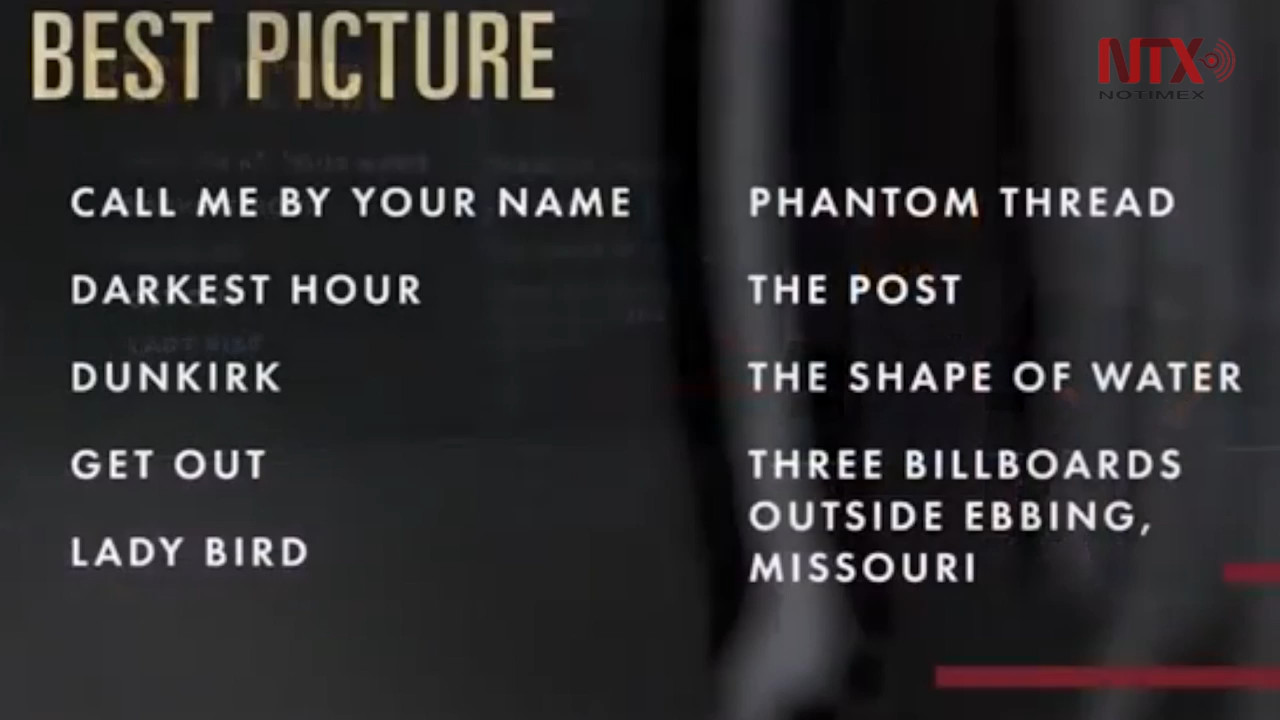 BEST PICTURE
NTX
NOTIMEX
CALL ME BY YOUR NAME
DARKEST HOUR
DUNKIRK
GET OUT
LADY BIRD
PHANTOM THREAD
THE POST
THE SHAPE OF WATER
THREE BILLBOARDS
OUTSIDE EBBING,
MISSOURI